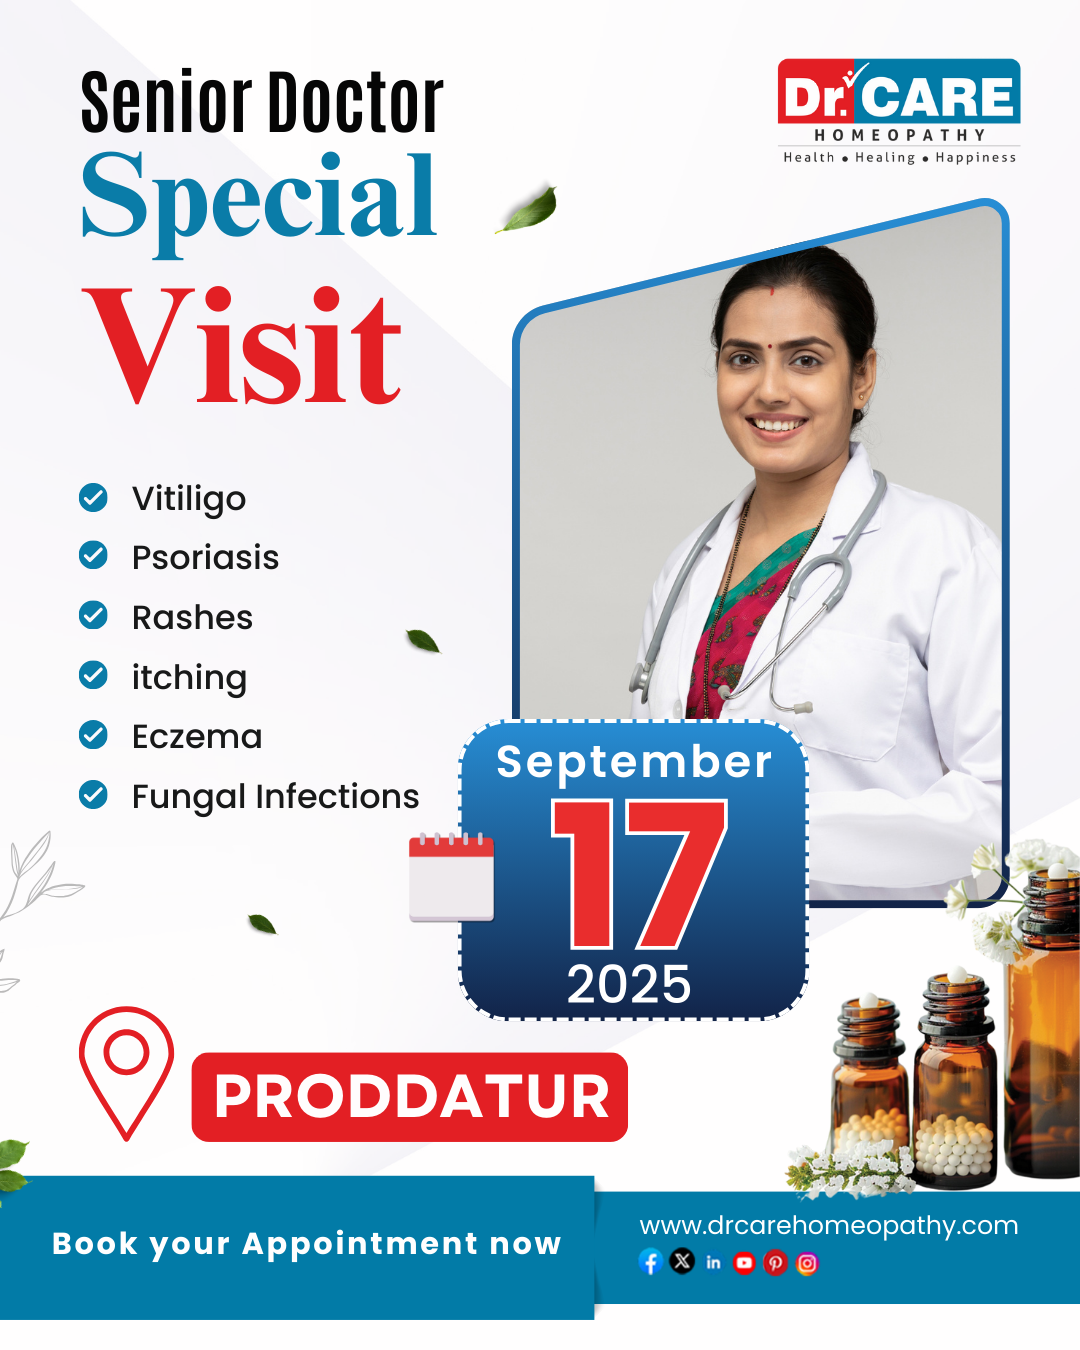 Senior Doctor
Special
Visit
Dr. CARE
HOMEOPATHY
Health • Healing • Happiness
Vitiligo
Psoriasis
Rashes
itching
Eczema
Fungal Infections
September
17
2025
PRODDATUR
Book your Appointment now
www.drcarehomeopathy.com